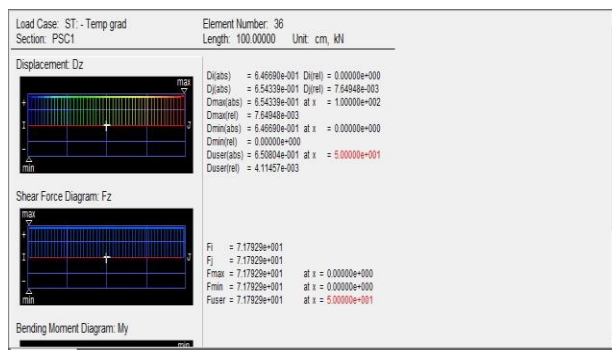 Load Case: ST: - Temp grad
Section: PSC1
Element Number: 36
Length: 100.00000 Unit: cm, kN
Displacement: Dz
max
+
I
J
-
min
Di(abs) = 6.46690e-001 Di(rel) = 0.00000e+000
Dj(abs) = 6.54339e-001 Dj(rel) = 7.64948e-003
Dmax(abs) = 6.54339e-001 at x = 1.00000e+002
Dmax(rel) = 7.64948e-003
Dmin(abs) = 6.46690e-001 at x = 0.00000e+000
Dmin(rel) = 0.00000e+000
Duser(abs) = 6.50804e-001 at x = 5.00000e+001
Duser(rel) = 4.11457e-003
Shear Force Diagram: Fz
max
+
I
J
-
min
Fi = 7.17929e+001
Fj = 7.17929e+001
Fmax = 7.17929e+001 at x = 0.00000e+000
Fmin = 7.17929e+001 at x = 0.00000e+000
Fuser = 7.17929e+001 at x = 5.00000e+001
Bending Moment Diagram: My
min